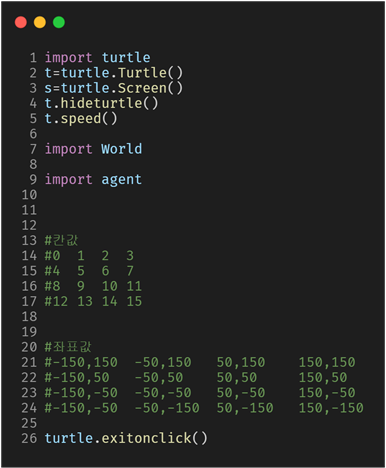 1 import turtle
2 t=turtle.Turtle()
3 s=turtle.Screen()
4 t.hideturtle()
5 t.speed()
6
7 import World
8
9 import agent
10
11
12
13 #칸값
14 #0  1  2  3
15 #4  5  6  7
16 #8  9  10 11
17 #12 13 14 15
18
19
20 #좌표값
21 #-150,150  -50,150   50,150    150,150
22 #-150,50   -50,50    50,50     150,50
23 #-150,-50  -50,-50   50,-50    150,-50
24 #-150,-50  -50,-150  50,-150   150,-150
25
26 turtle.exitonclick()